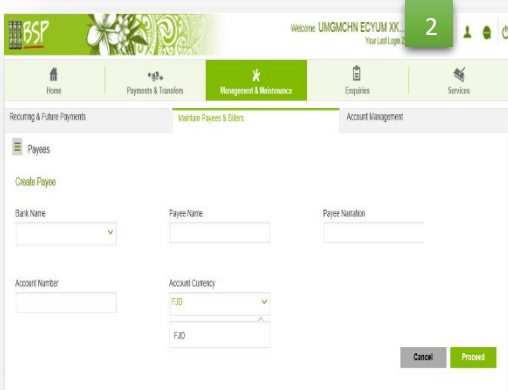 BSP
Welcome UMGMCHN ECYUM XK...
Your Last Login 2
2
Home
Payments & Transfers
Management & Maintenance
Enquiries
Services
Recurring & Future Payments
Maintain Payees & Billers
Account Management
Payees
Create Payee
Bank Name
Payee Name
Payee Narration
Account Number
Account Currency
FJD
FJD
Cancel
Proceed